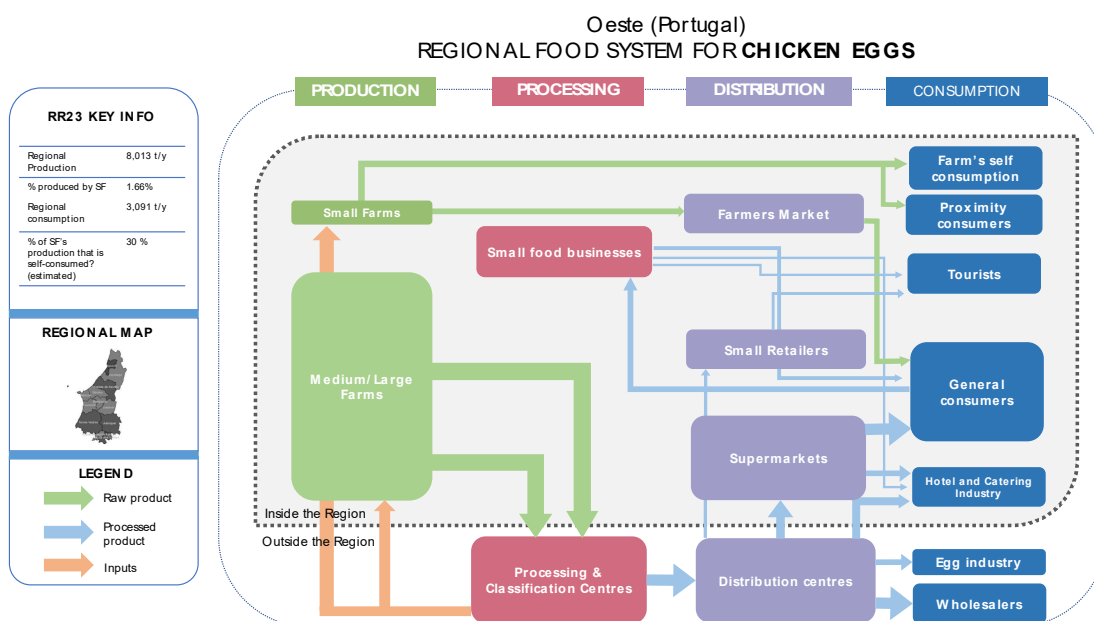 Oeste (Portugal)
REGIONAL FOOD SYSTEM FOR CHICKEN EGGS
PRODUCTION
PROCESSING
DISTRIBUTION
CONSUMPTION
RR23 KEY INFO
Regional
Production
8,013 t/y
% produced by SF
1.66%
Regional
consumption
3,091 t/y
% of SF's
production that is
self-consumed?
(estimated)
30 %
REGIONAL MAP
LEGEND
Raw product
Processed
product
Inputs
Small Farms
Medium/Large
Farms
Inside the Region
Outside the Region
Small food businesses
Processing &
Classification Centres
Farmers Market
Small Retailers
Supermarkets
Distribution centres
Farm's self
consumption
Proximity
consumers
Tourists
General
consumers
Hotel and Catering
Industry
Egg industry
Wholesalers